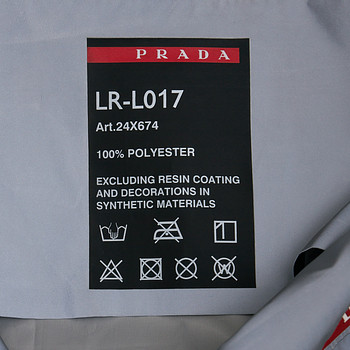 PRADA
LR-L017
Art.24X674
100% POLYESTER
EXCLUDING RESIN COATING
AND DECORATIONS IN
SYNTHETIC MATERIALS